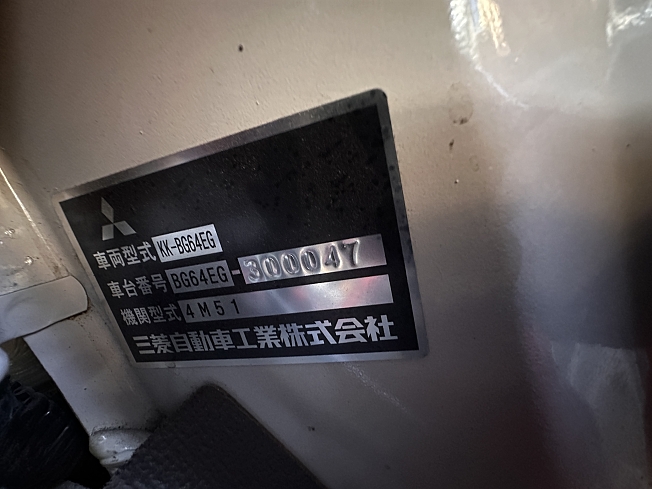 車両型式 KK-BG64EG
車台番号 BG64EG-300047
機関型式 4M51
三菱自動車工業株式会社